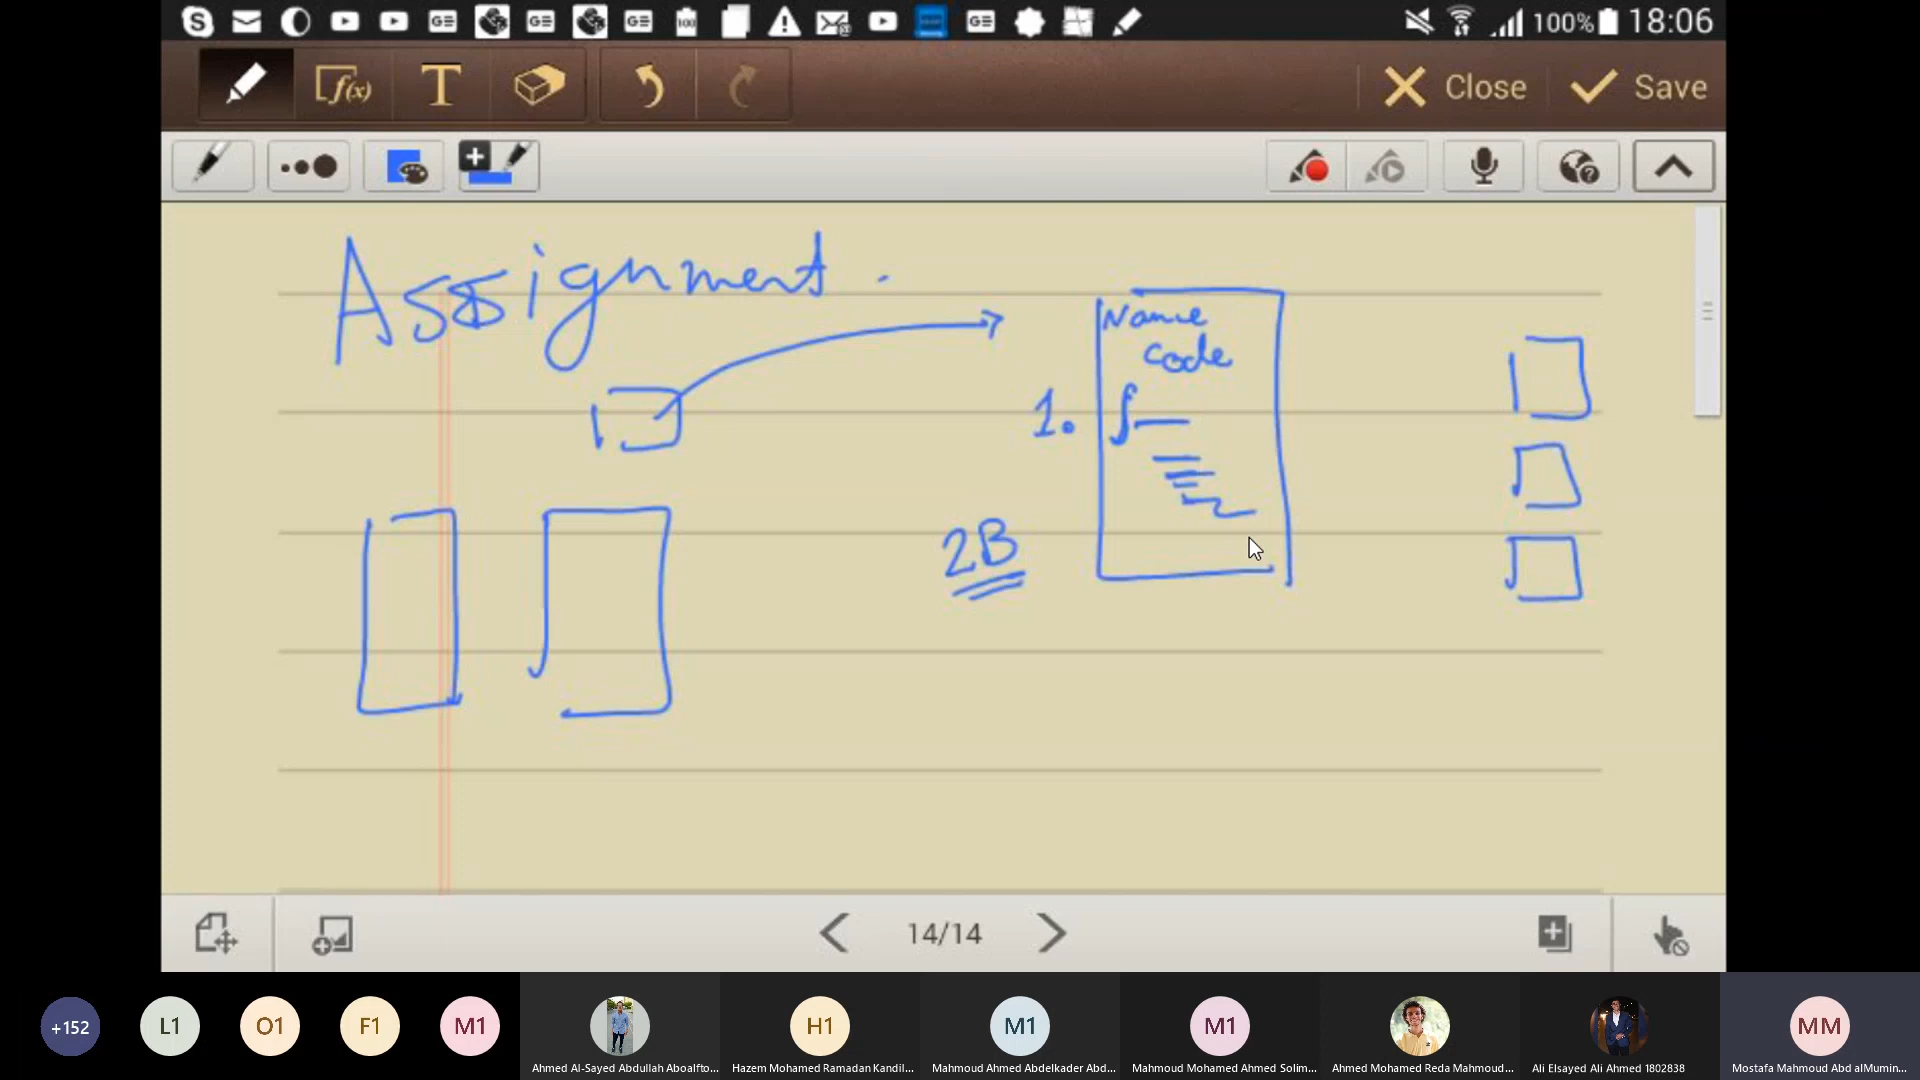 100% 18:06
f(x) T Close Save
Assignment.
Name
code
1. ∫
2B
14/14
+152 L1 O1 F1 M1 H1 M1 M1 MM
Ahmed Al-Sayed Abdullah Aboalfto... Hazem Mohamed Ramadan Kandil... Mahmoud Ahmed Abdelkader Abd... Mahmoud Mohamed Ahmed Solim... Ahmed Mohamed Reda Mahmoud... Ali Elsayed Ali Ahmed 1802838 Mostafa Mahmoud Abd alMumin...